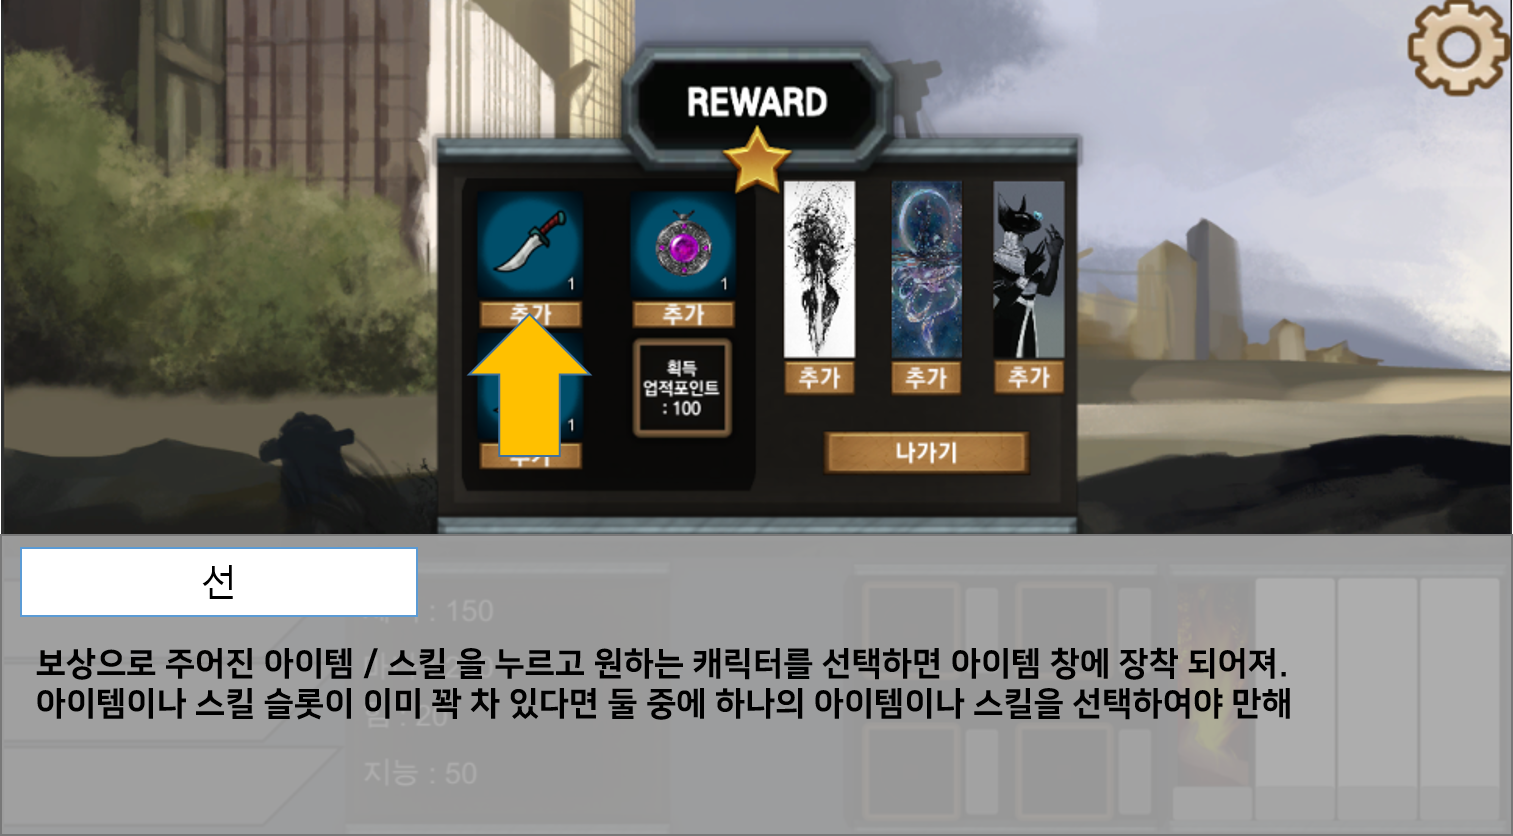 REWARD
1
1
추가
추가
획득
업적포인트
: 100
1
추가
추가
추가
추가
나가기
선
: 150
보상으로 주어진 아이템 / 스킬 을 누르고 원하는 캐릭터를 선택하면 아이템 창에 장착 되어져.
아이템이나 스킬 슬롯이 이미 꽉 차 있다면 둘 중에 하나의 아이템이나 스킬을 선택하여야 만해
힘 : 20
지능 : 50